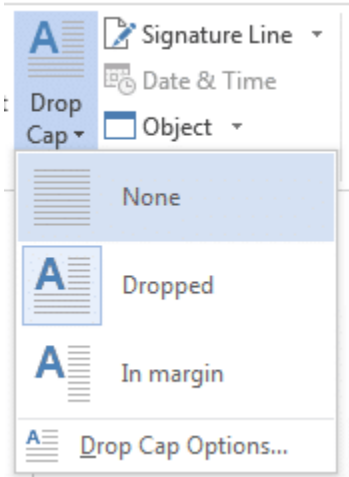 Drop
Cap
Signature Line
Date & Time
Object
None
Dropped
In margin
Drop Cap Options...